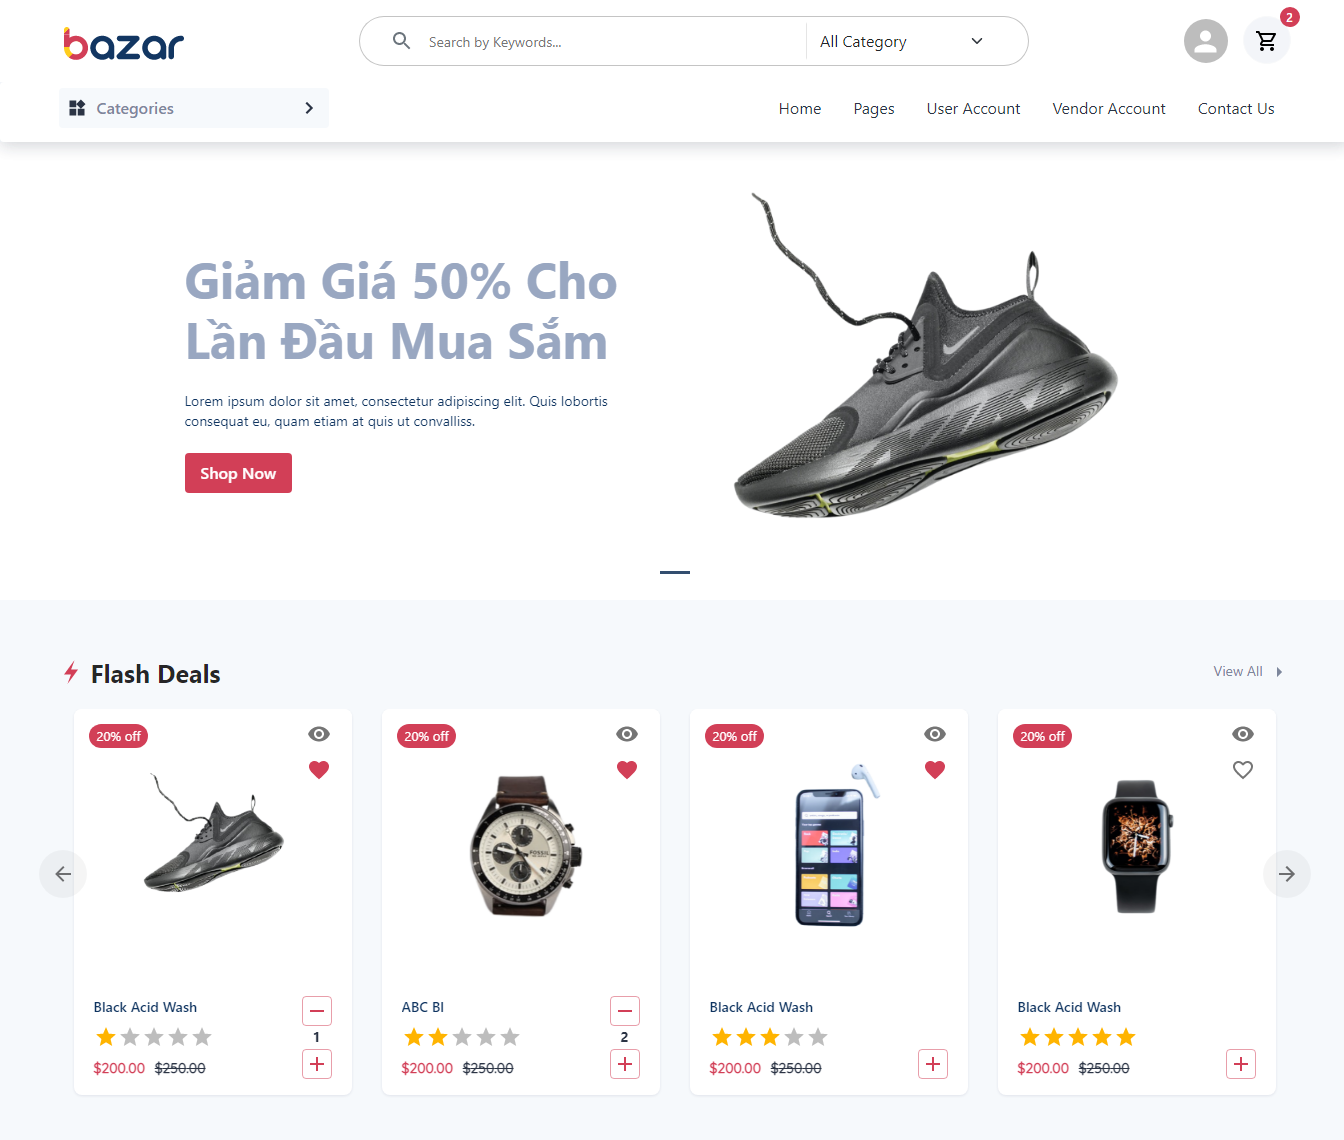 bazar
Search by Keywords...
All Category
2
Categories
Home
Pages
User Account
Vendor Account
Contact Us
Giảm Giá 50% Cho
Lần Đầu Mua Sắm
Lorem ipsum dolor sit amet, consectetur adipiscing elit. Quis lobortis
consequat eu, quam etiam at quis ut convalliss.
Shop Now
Flash Deals
View All
20% off
Black Acid Wash
1
$200.00 $250.00
20% off
FOSSIL
ABC BI
2
$200.00 $250.00
20% off
Black Acid Wash
$200.00 $250.00
20% off
Black Acid Wash
$200.00 $250.00